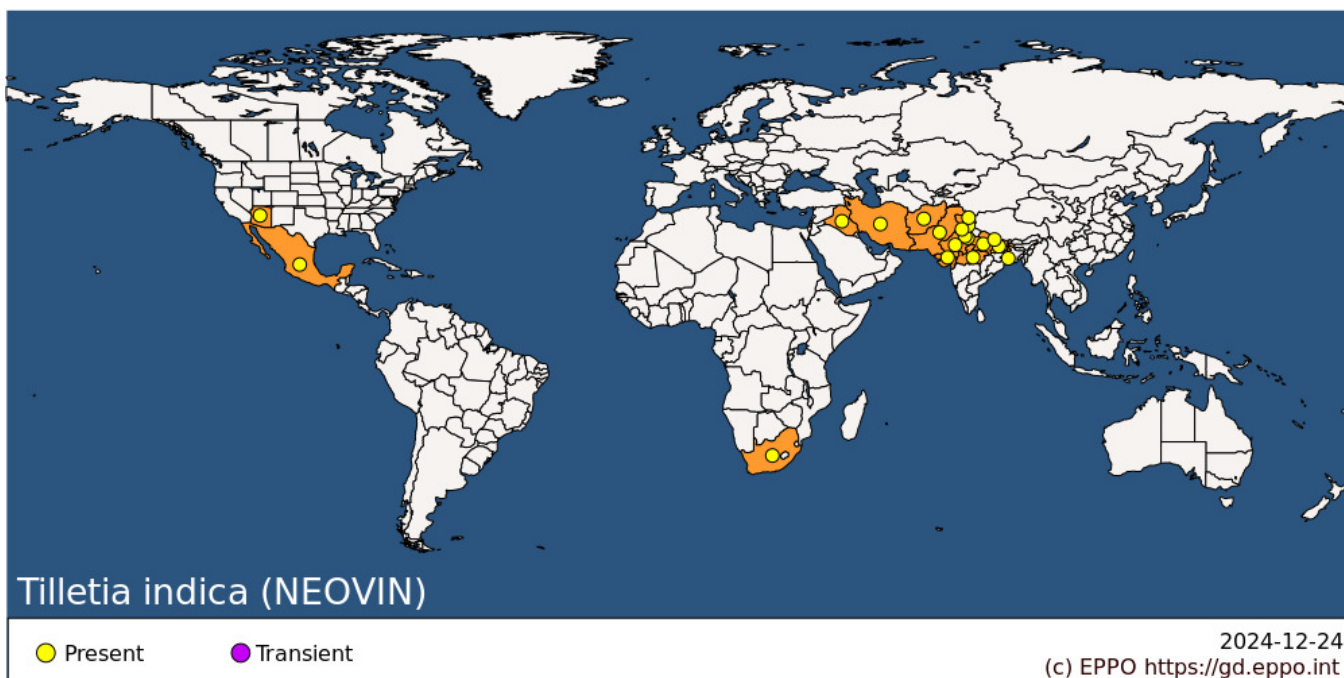 Tilletia indica (NEOVIN)
Present
Transient
2024-12-24
(c) EPPO https://gd.eppo.int